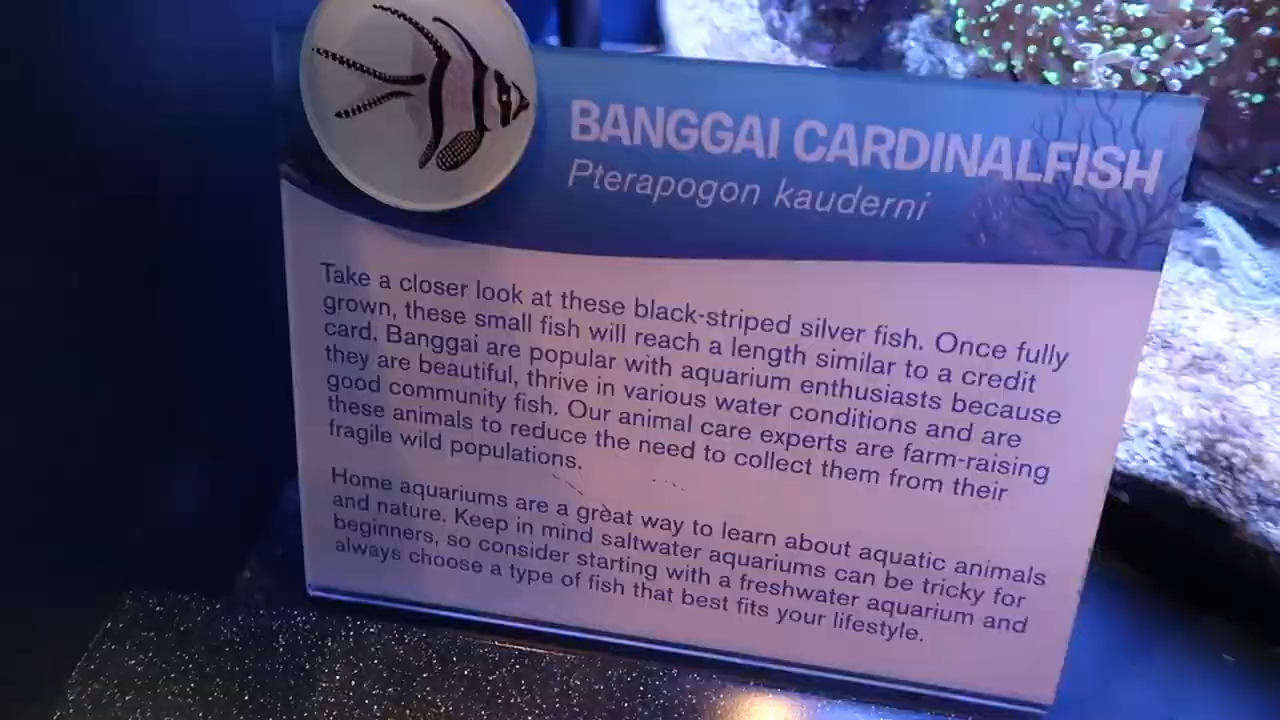 BANGGAI CARDINALFISH
Pterapogon kauderni
Take a closer look at these black-striped silver fish. Once fully
grown, these small fish will reach a length similar to a credit
card. Banggai are popular with aquarium enthusiasts because
they are beautiful, thrive in various water conditions and are
good community fish. Our animal care experts are farm-raising
these animals to reduce the need to collect them from their
fragile wild populations.
Home aquariums are a great way to learn about aquatic animals
and nature. Keep in mind saltwater aquariums can be tricky for
beginners, so consider starting with a freshwater aquarium and
always choose a type of fish that best fits your lifestyle.